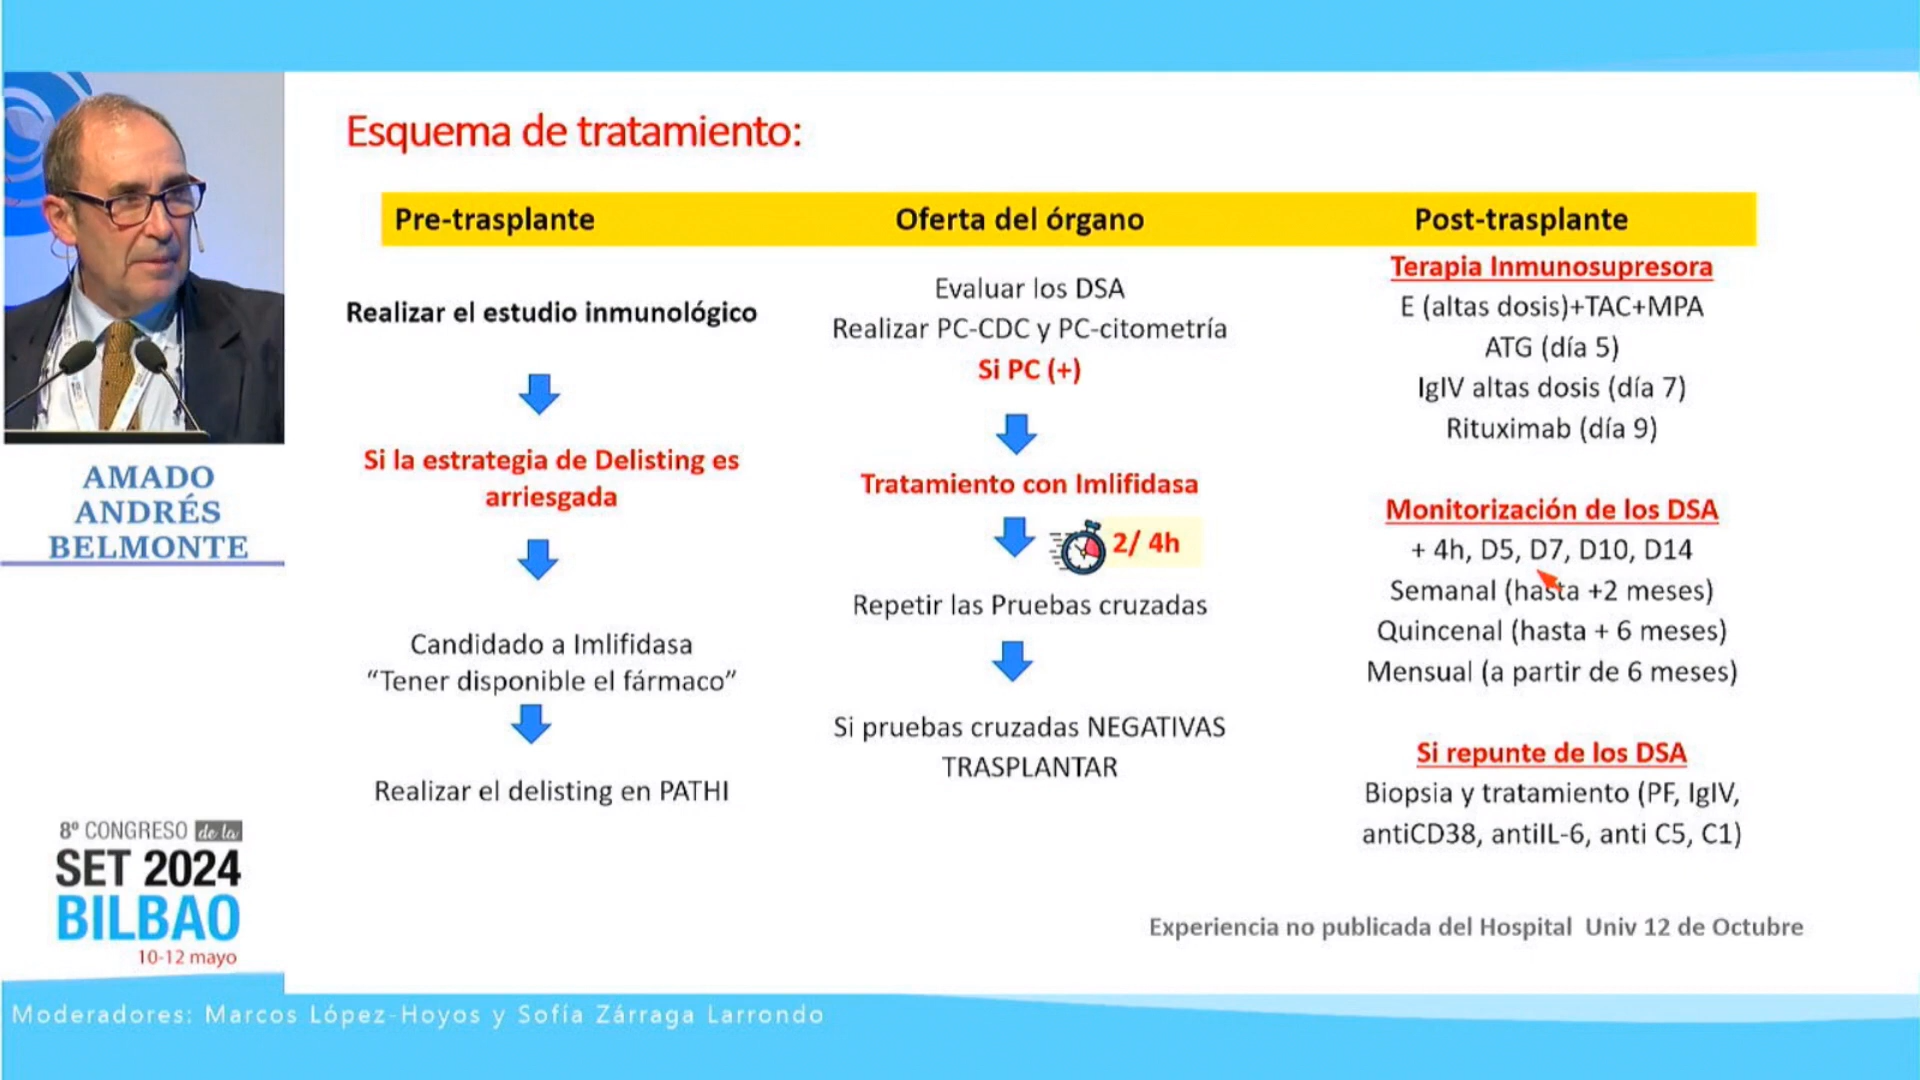 Esquema de tratamiento:
Pre-trasplante
Realizar el estudio inmunológico
Si la estrategia de Delisting es
arriesgada
Candidado a Imlifidasa
“Tener disponible el fármaco”
Realizar el delisting en PATHI
Oferta del órgano
Evaluar los DSA
Realizar PC-CDC y PC-citometría
Si PC (+)
Tratamiento con Imlifidasa
2/ 4h
Repetir las Pruebas cruzadas
Si pruebas cruzadas NEGATIVAS
TRASPLANTAR
Post-trasplante
Terapia Inmunosupresora
E (altas dosis)+TAC+MPA
ATG (día 5)
IgIV altas dosis (día 7)
Rituximab (día 9)
Monitorización de los DSA
+ 4h, D5, D7, D10, D14
Semanal (hasta +2 meses)
Quincenal (hasta + 6 meses)
Mensual (a partir de 6 meses)
Si repunte de los DSA
Biopsia y tratamiento (PF, IgIV,
antiCD38, antiIL-6, anti C5, C1)
Experiencia no publicada del Hospital Univ 12 de Octubre
AMADO
ANDRÉS
BELMONTE
8º CONGRESO de la
SET 2024
BILBAO
10-12 mayo
Moderadores: Marcos López-Hoyos y Sofía Zárraga Larrondo